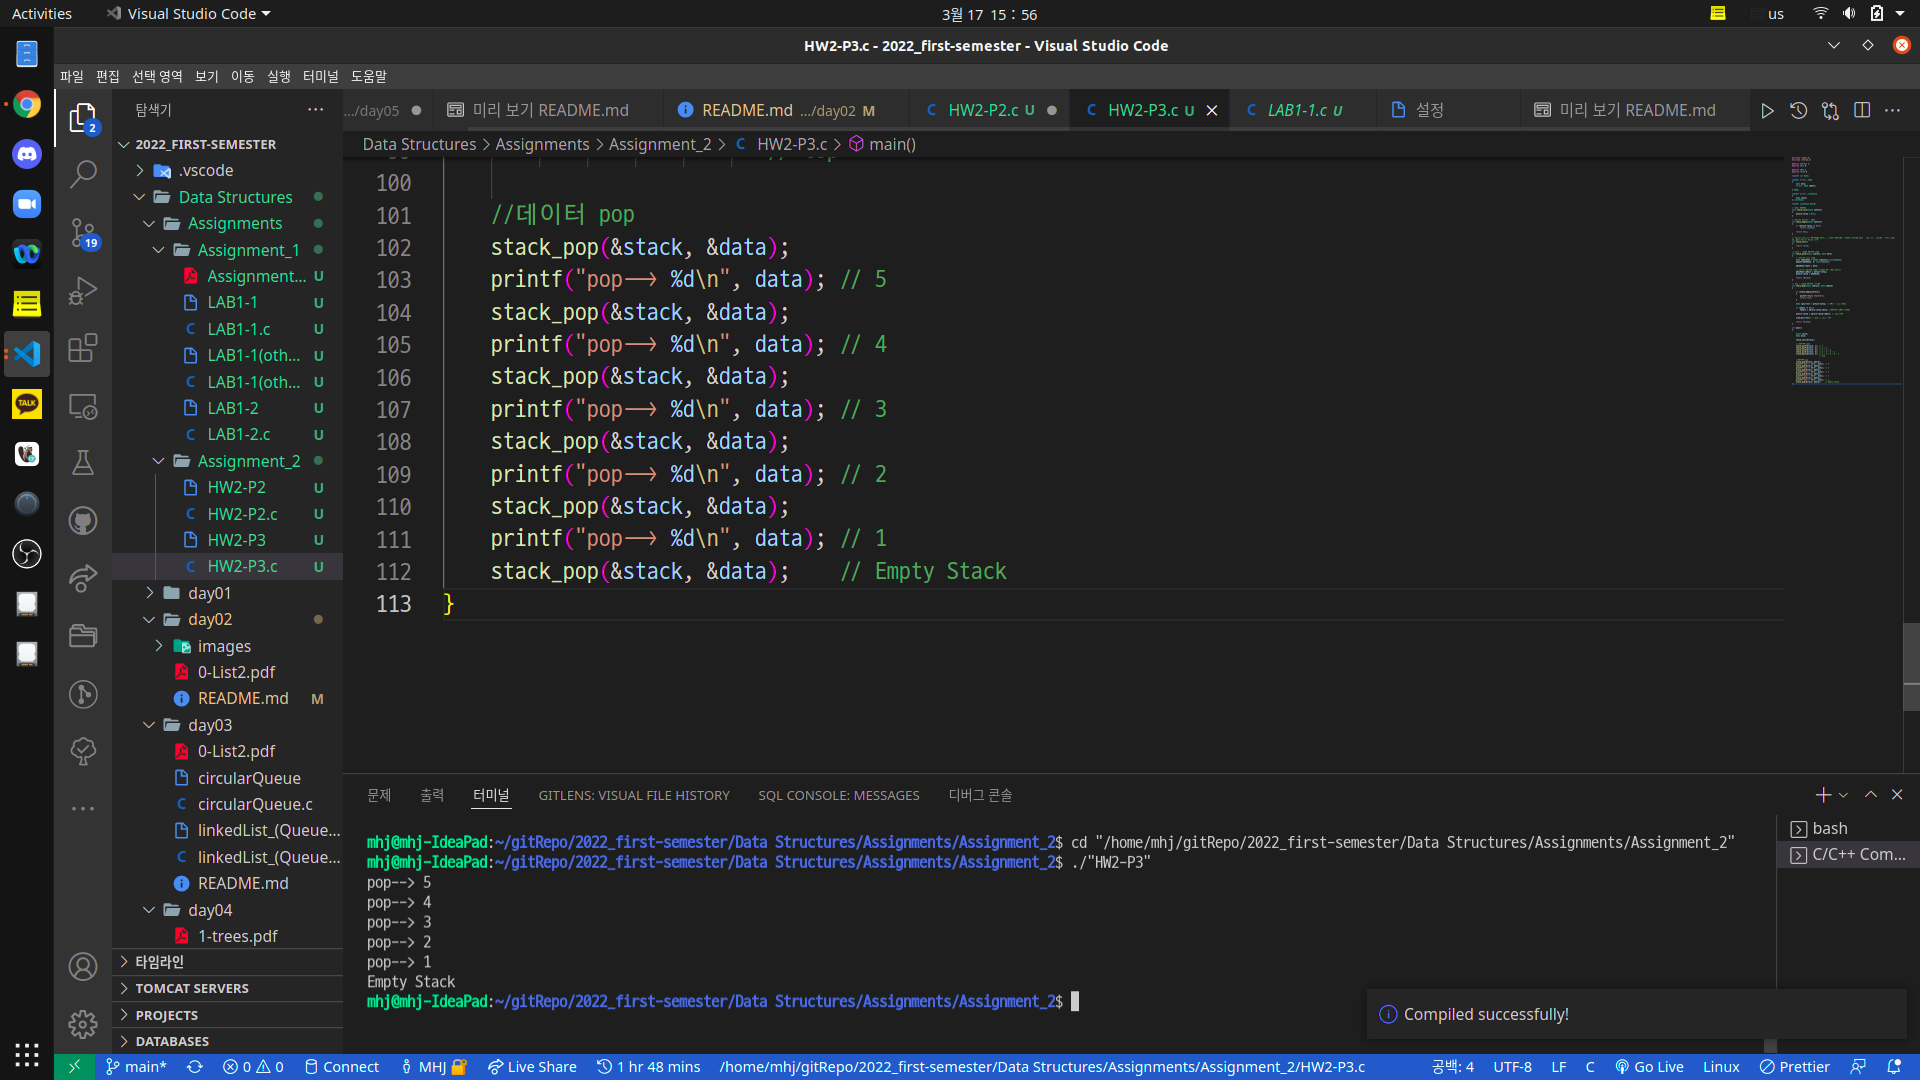 Activities
Visual Studio Code
3월 17 15 : 56
us
HW2-P3.c - 2022_first-semester - Visual Studio Code
파일 편집 선택 영역 보기 이동 실행 터미널 도움말
탐색기
.../day05
미리 보기 README.md
README.md .../day02 M
HW2-P2.c U
HW2-P3.c U
LAB1-1.c U
설정
미리 보기 README.md
Data Structures > Assignments > Assignment_2 > C HW2-P3.c > main()
2
19
2022_FIRST-SEMESTER
.vscode
Data Structures
Assignments
Assignment_1
Assignment... U
LAB1-1 U
LAB1-1.c U
LAB1-1(oth... U
LAB1-1(oth... U
LAB1-2 U
LAB1-2.c U
Assignment_2
HW2-P2 U
HW2-P2.c U
HW2-P3 U
HW2-P3.c U
day01
day02
images
0-List2.pdf
README.md M
day03
0-List2.pdf
circularQueue
circularQueue.c
linkedList_(Queue...
linkedList_(Queue...
README.md
day04
1-trees.pdf
타임라인
TOMCAT SERVERS
PROJECTS
DATABASES
100
101 //데이터 pop
102 stack_pop(&stack, &data);
103 printf("pop--> %d\n", data); // 5
104 stack_pop(&stack, &data);
105 printf("pop--> %d\n", data); // 4
106 stack_pop(&stack, &data);
107 printf("pop--> %d\n", data); // 3
108 stack_pop(&stack, &data);
109 printf("pop--> %d\n", data); // 2
110 stack_pop(&stack, &data);
111 printf("pop--> %d\n", data); // 1
112 stack_pop(&stack, &data); // Empty Stack
113 }
문제 출력 터미널 GITLENS: VISUAL FILE HISTORY SQL CONSOLE: MESSAGES 디버그 콘솔
mhj@mhj-IdeaPad:~/gitRepo/2022_first-semester/Data Structures/Assignments/Assignment_2$ cd "/home/mhj/gitRepo/2022_first-semester/Data Structures/Assignments/Assignment_2"
mhj@mhj-IdeaPad:~/gitRepo/2022_first-semester/Data Structures/Assignments/Assignment_2$ ./"HW2-P3"
pop--> 5
pop--> 4
pop--> 3
pop--> 2
pop--> 1
Empty Stack
mhj@mhj-IdeaPad:~/gitRepo/2022_first-semester/Data Structures/Assignments/Assignment_2$
bash
C/C++ Com...
Compiled successfully!
TALK
main* 0 0 Connect MHJ Live Share 1 hr 48 mins /home/mhj/gitRepo/2022_first-semester/Data Structures/Assignments/Assignment_2/HW2-P3.c 공백: 4 UTF-8 LF C Go Live Linux Prettier